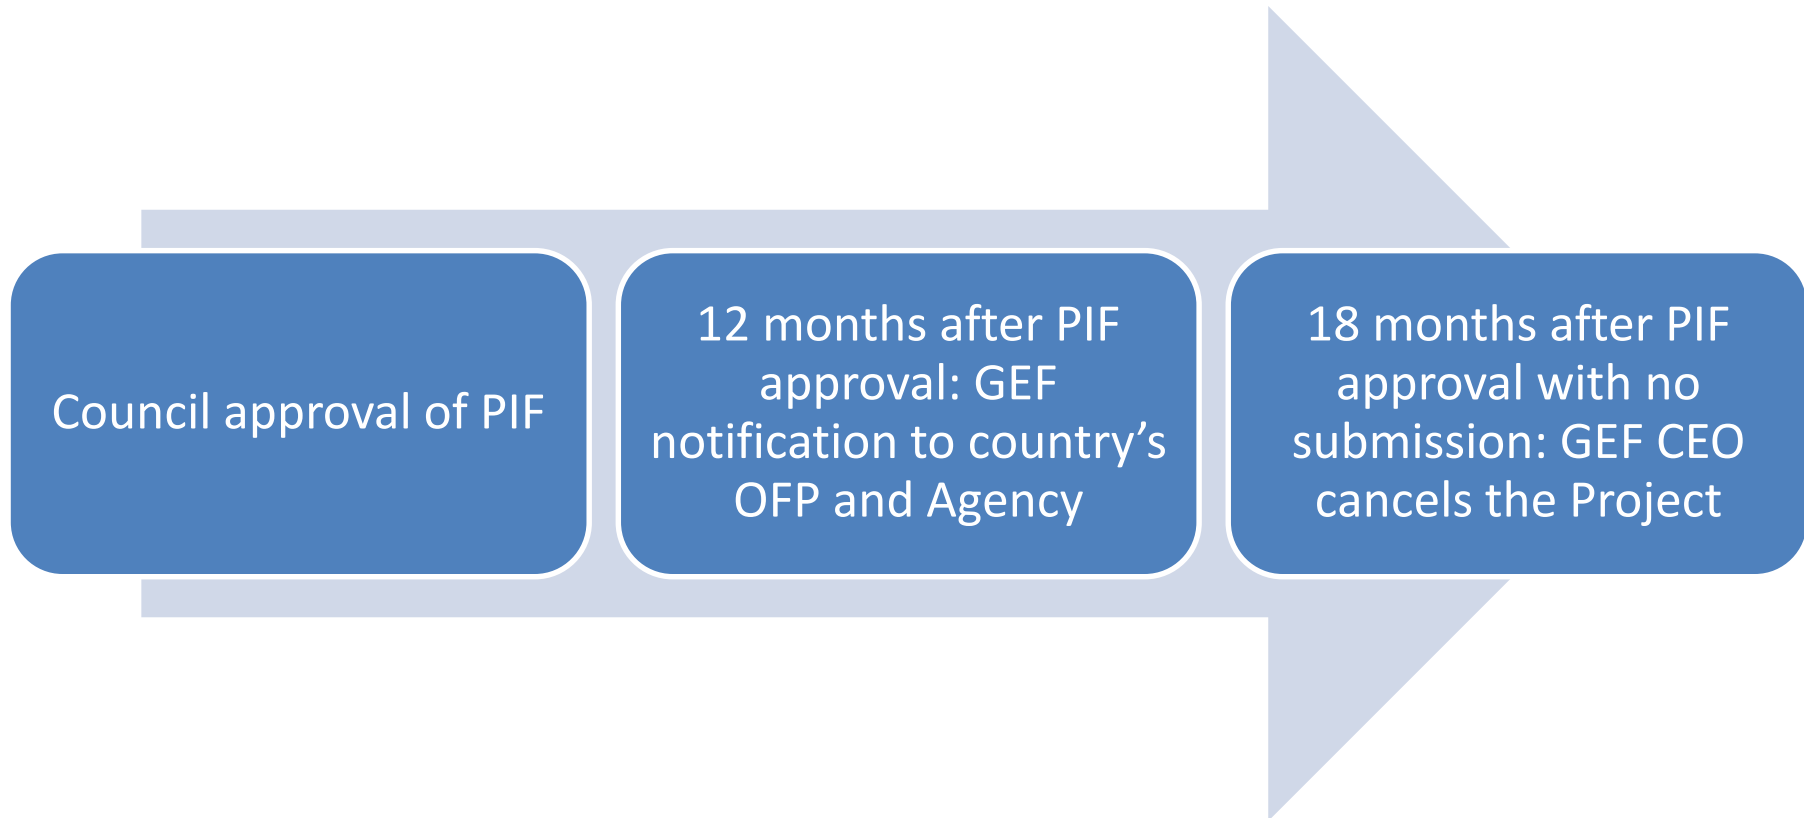 Council approval of PIF
12 months after PIF
approval: GEF
notification to country’s
OFP and Agency
18 months after PIF
approval with no
submission: GEF CEO
cancels the Project